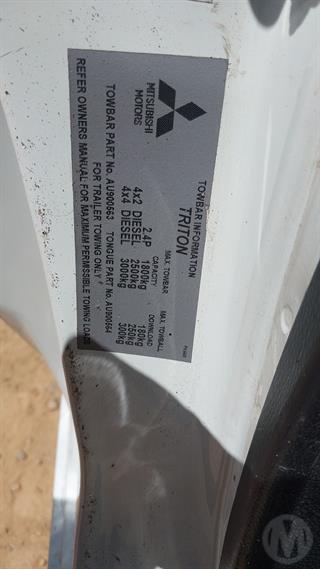 TOWBAR INFORMATION
TRITON
MITSUBISHI
MOTORS
MAX. TOWBAR CAPACITY
MAX. TOWBALL DOWNLOAD
2.4P 1800kg 180kg
4x2 DIESEL 2500kg 250kg
4x4 DIESEL 3000kg 300kg
TOWBAR PART No. AU900563 TONGUE PART No. AU900564
FOR TRAILER TOWING ONLY
REFER OWNERS MANUAL FOR MAXIMUM PERMISSIBLE TOWING LOADS
M